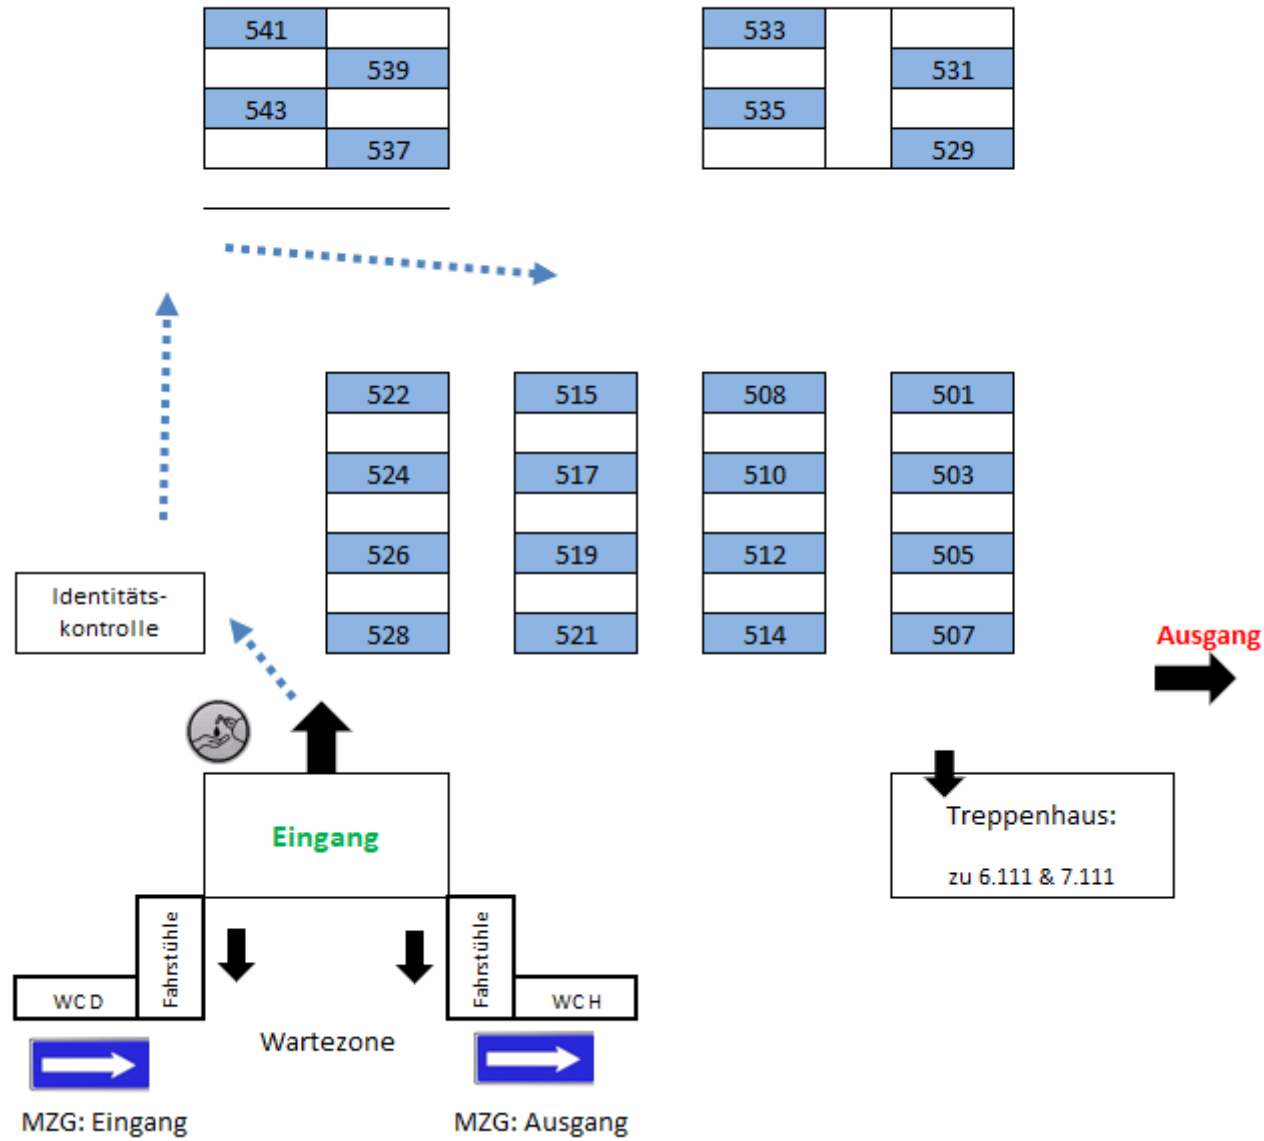 541 533
539 531
543 535
537 529
522 515 508 501
524 517 510 503
526 519 512 505
Identitäts-
kontrolle
528 521 514 507
Ausgang
Eingang
Treppenhaus:
zu 6.111 & 7.111
Fahrstühle
Fahrstühle
WCD
WCH
Wartezone
MZG: Eingang
MZG: Ausgang